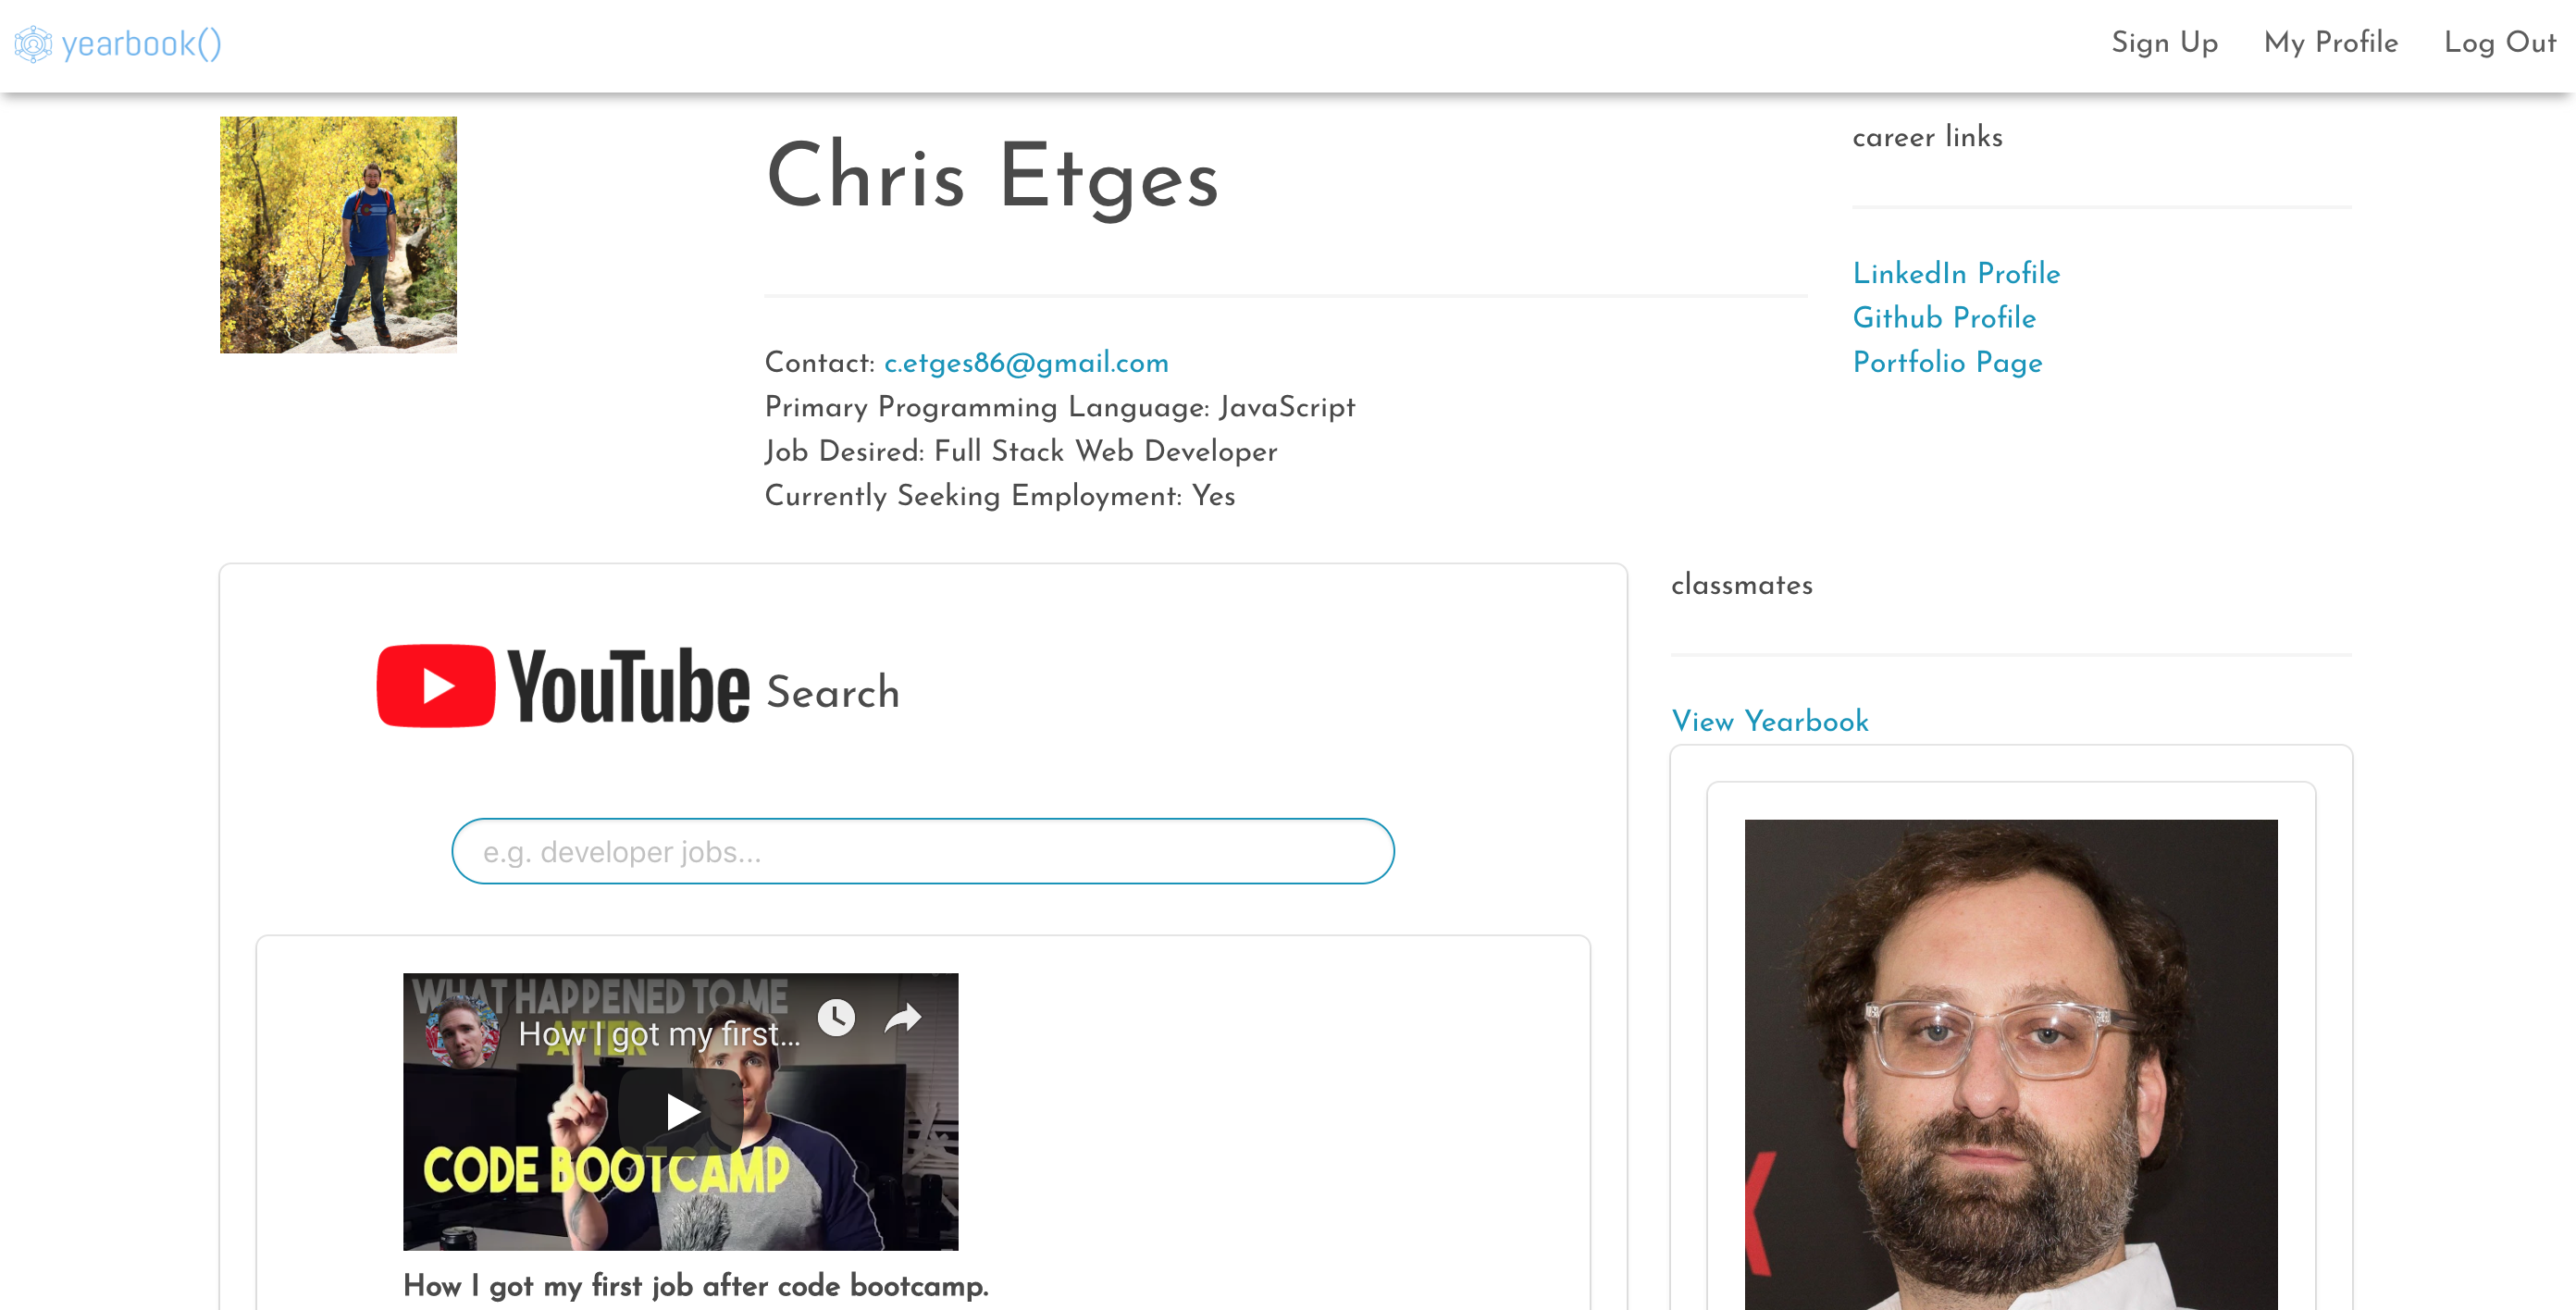 yearbook()
Sign Up
My Profile
Log Out
Chris Etges
Contact: c.etges86@gmail.com
Primary Programming Language: JavaScript
Job Desired: Full Stack Web Developer
Currently Seeking Employment: Yes
career links
LinkedIn Profile
Github Profile
Portfolio Page
YouTube Search
e.g. developer jobs...
WHAT HAPPENED TO ME
How I got my first...
AFTER
CODE BOOTCAMP
How I got my first job after code bootcamp.
classmates
View Yearbook